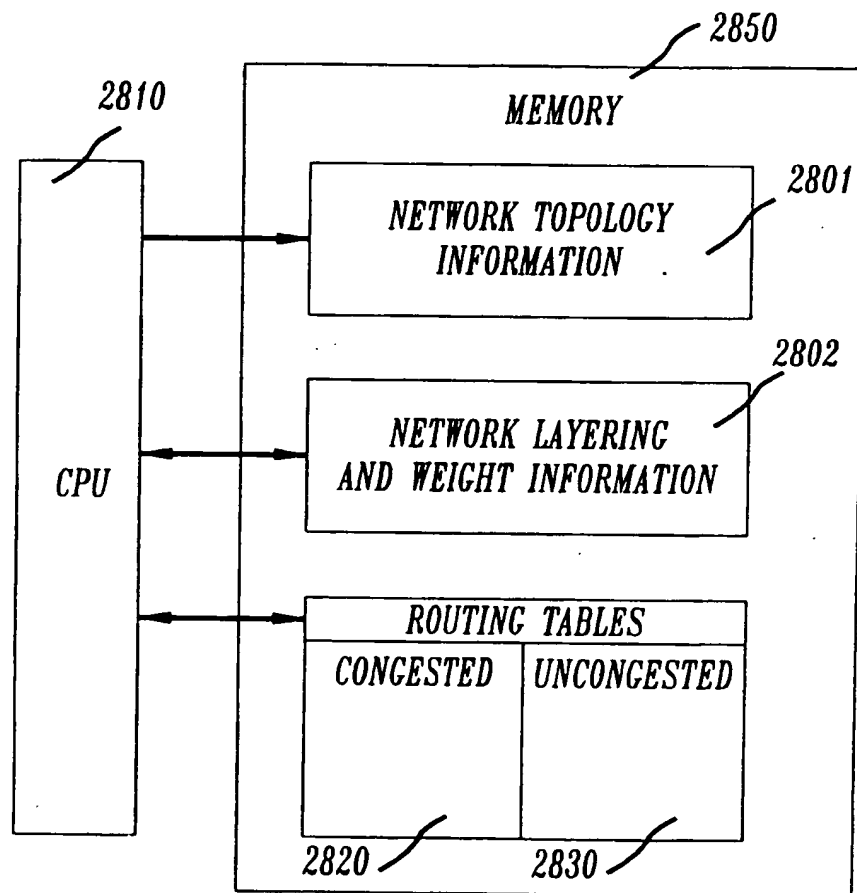 2850
2810
MEMORY
2801
NETWORK TOPOLOGY
INFORMATION
2802
NETWORK LAYERING
AND WEIGHT INFORMATION
CPU
ROUTING TABLES
CONGESTED UNCONGESTED
2820 2830